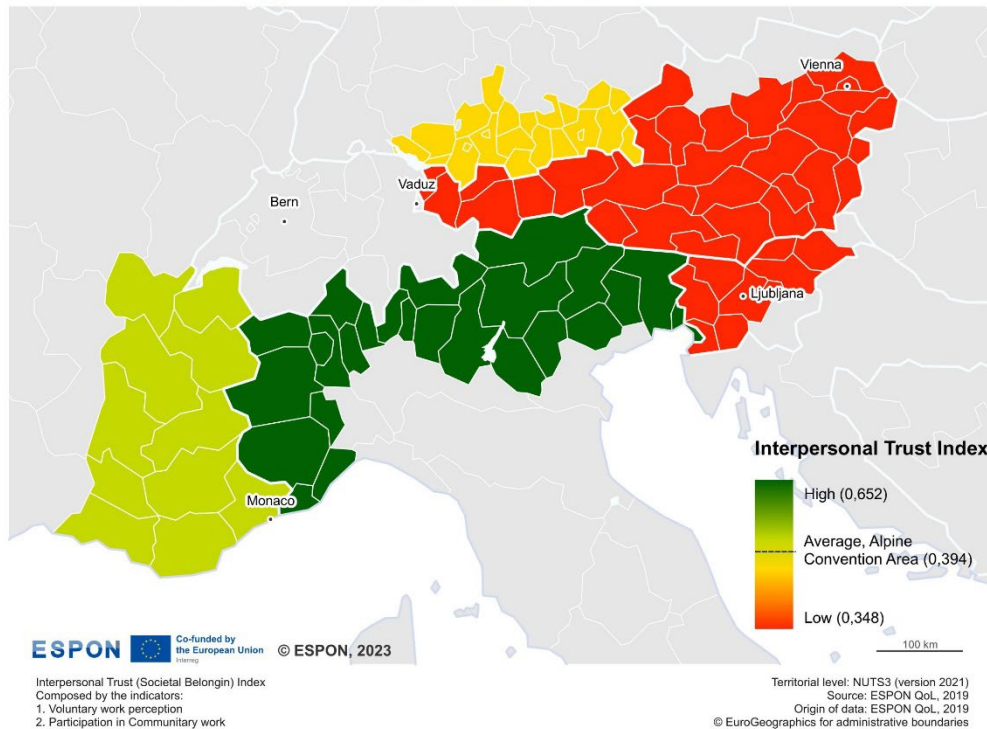 Vienna
Vaduz
Bern
Ljubljana
Monaco
Interpersonal Trust Index
High (0,652)
Average, Alpine
Convention Area (0,394)
Low (0,348)
100 km
ESPON
Co-funded by
the European Union
Interreg
© ESPON, 2023
Interpersonal Trust (Societal Belongin) Index
Composed by the indicators:
1. Voluntary work perception
2. Participation in Communitary work
Territorial level: NUTS3 (version 2021)
Source: ESPON QoL, 2019
Origin of data: ESPON QoL, 2019
© EuroGeographics for administrative boundaries